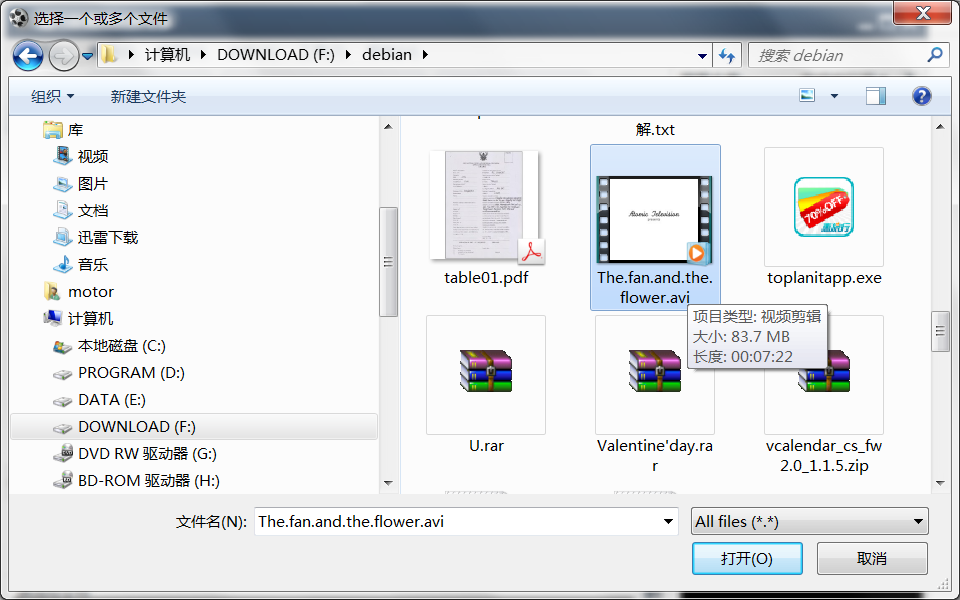 选择一个或多个文件
计算机 DOWNLOAD (F:) debian
搜索 debian
组织
新建文件夹
库
视频
图片
文档
迅雷下载
音乐
motor
计算机
本地磁盘 (C:)
PROGRAM (D:)
DATA (E:)
DOWNLOAD (F:)
DVD RW 驱动器 (G:)
BD-ROM 驱动器 (H:)
解.txt
table01.pdf
Atomic Television
The.fan.and.the.
flower.avi
70%OFF
toplanitapp.exe
项目类型: 视频剪辑
大小: 83.7 MB
长度: 00:07:22
U.rar
Valentine'day.ra
r
vcalendar_cs_fw
2.0_1.1.5.zip
文件名(N):
The.fan.and.the.flower.avi
All files (*.*)
打开(O)
取消